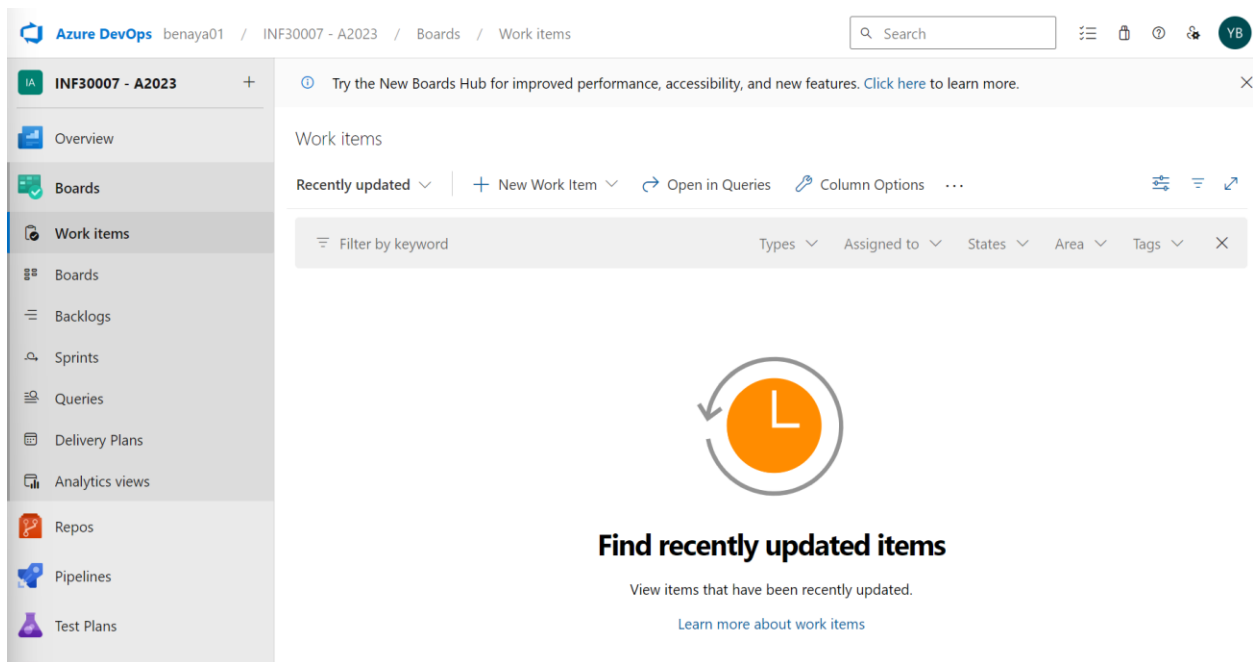 Azure DevOps benaya01 / INF30007 - A2023 / Boards / Work items Search YB
IA INF30007 - A2023 +
Try the New Boards Hub for improved performance, accessibility, and new features. Click here to learn more.
Overview
Boards
Work items
Boards
Backlogs
Sprints
Queries
Delivery Plans
Analytics views
Repos
Pipelines
Test Plans
Work items
Recently updated New Work Item Open in Queries Column Options ...
Filter by keyword Types Assigned to States Area Tags
Find recently updated items
View items that have been recently updated.
Learn more about work items